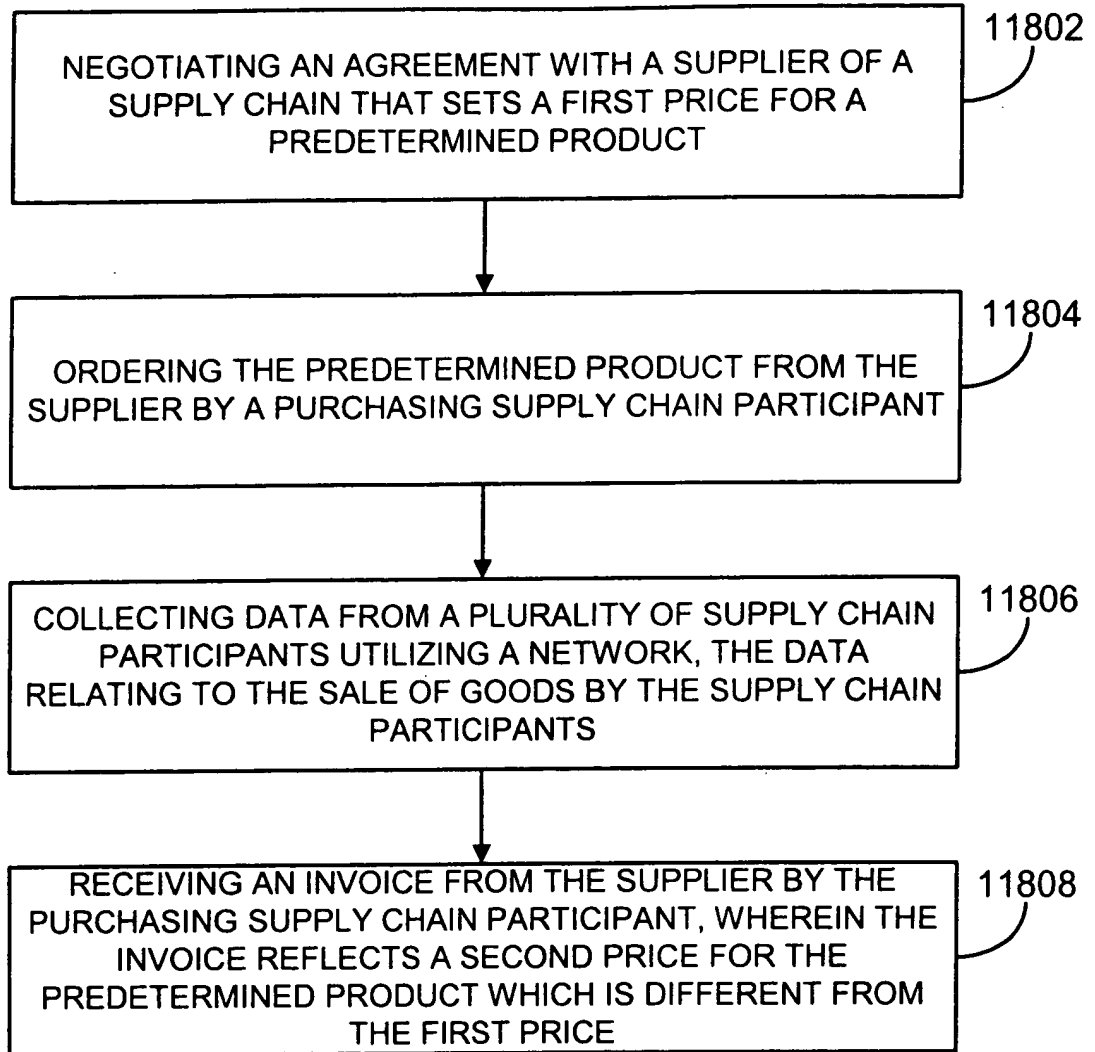 11802
NEGOTIATING AN AGREEMENT WITH A SUPPLIER OF A
SUPPLY CHAIN THAT SETS A FIRST PRICE FOR A
PREDETERMINED PRODUCT
11804
ORDERING THE PREDETERMINED PRODUCT FROM THE
SUPPLIER BY A PURCHASING SUPPLY CHAIN PARTICIPANT
11806
COLLECTING DATA FROM A PLURALITY OF SUPPLY CHAIN
PARTICIPANTS UTILIZING A NETWORK, THE DATA
RELATING TO THE SALE OF GOODS BY THE SUPPLY CHAIN
PARTICIPANTS
11808
RECEIVING AN INVOICE FROM THE SUPPLIER BY THE
PURCHASING SUPPLY CHAIN PARTICIPANT, WHEREIN THE
INVOICE REFLECTS A SECOND PRICE FOR THE
PREDETERMINED PRODUCT WHICH IS DIFFERENT FROM
THE FIRST PRICE